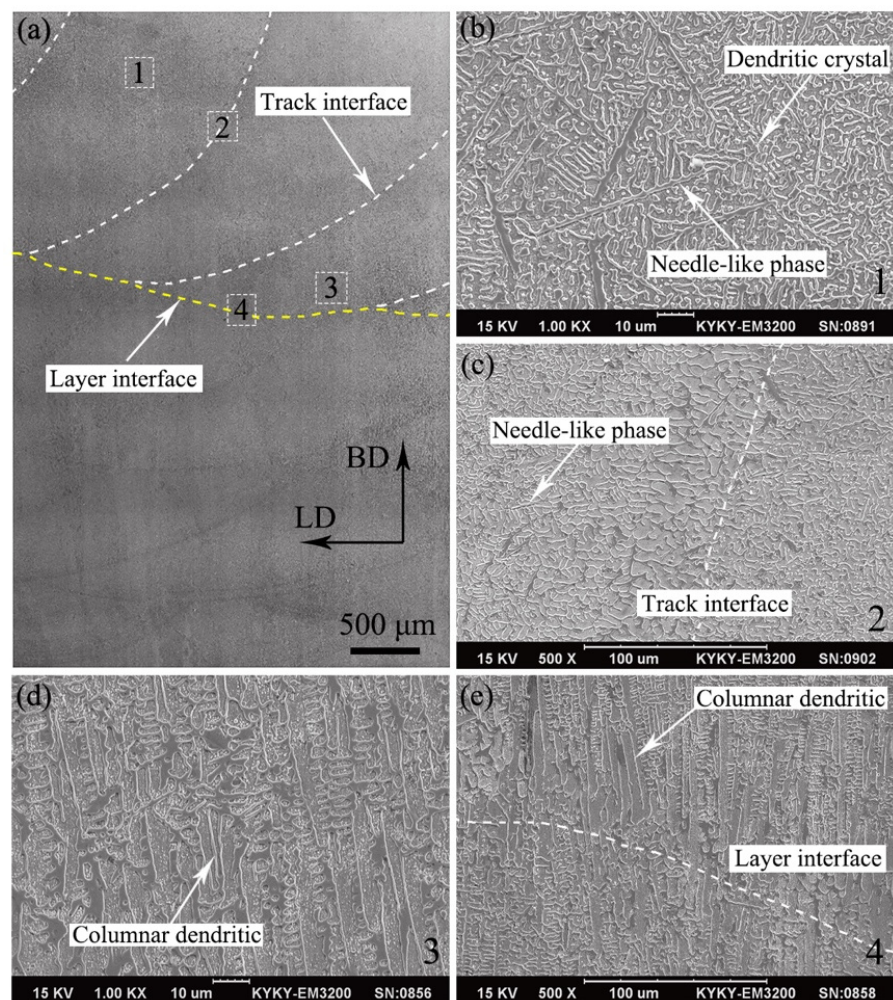 (a)
1
2
Track interface
3
4
Layer interface
BD
LD
500 μm
(b)
Dendritic crystal
Needle-like phase
1
15 KV 1.00 KX 10 um KYKY-EM3200 SN:0891
(c)
Needle-like phase
Track interface
2
15 KV 500 X 100 um KYKY-EM3200 SN:0902
(d)
Columnar dendritic
3
15 KV 1.00 KX 10 um KYKY-EM3200 SN:0856
(e)
Columnar dendritic
Layer interface
4
15 KV 500 X 100 um KYKY-EM3200 SN:0858